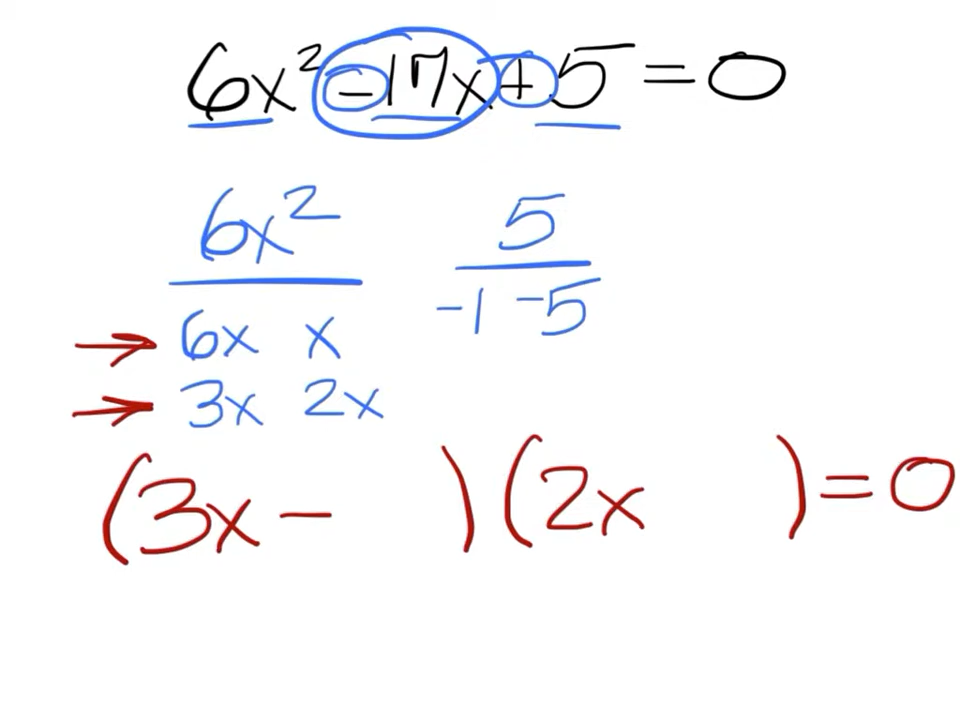 6x² -17x + 5 = 0
6x² 5
6x x -1 -5
3x 2x
(3x - )(2x ) = 0